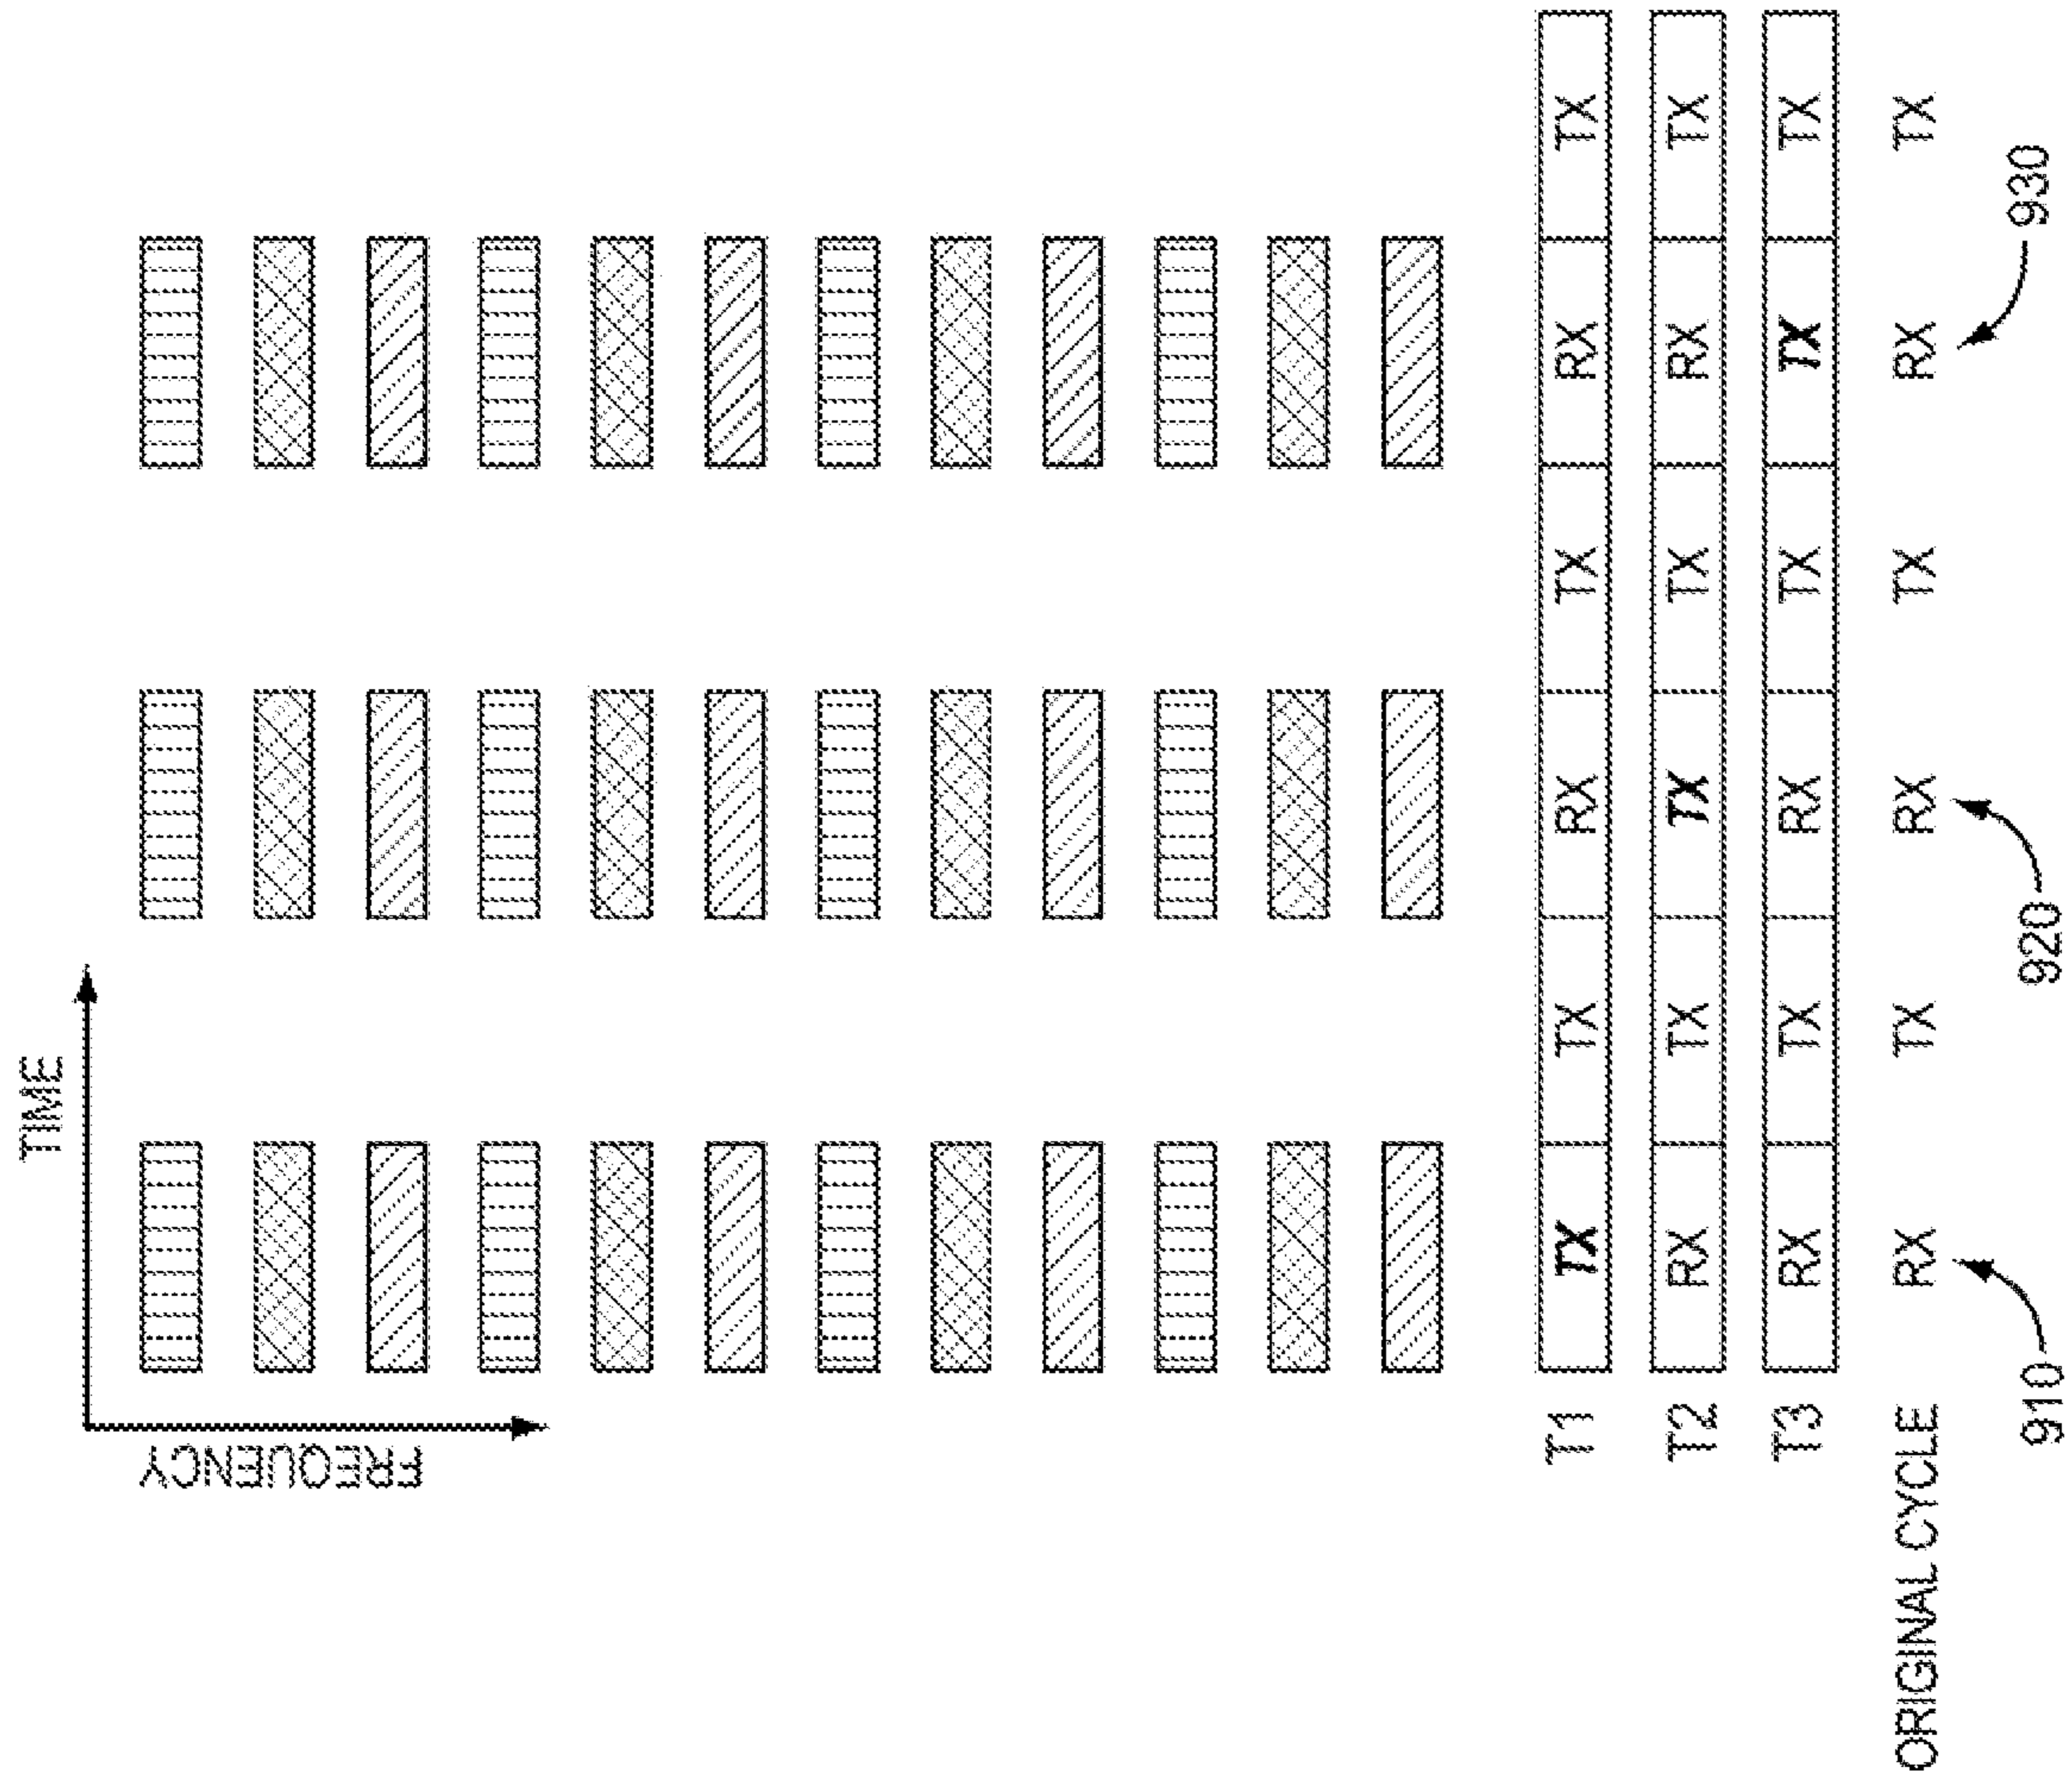 TIME
FREQUENCY
T1 TX TX RX TX RX TX
T2 RX TX TX TX RX TX
T3 RX TX RX TX TX TX
ORIGINAL CYCLE RX TX RX TX RX TX
910 920 930